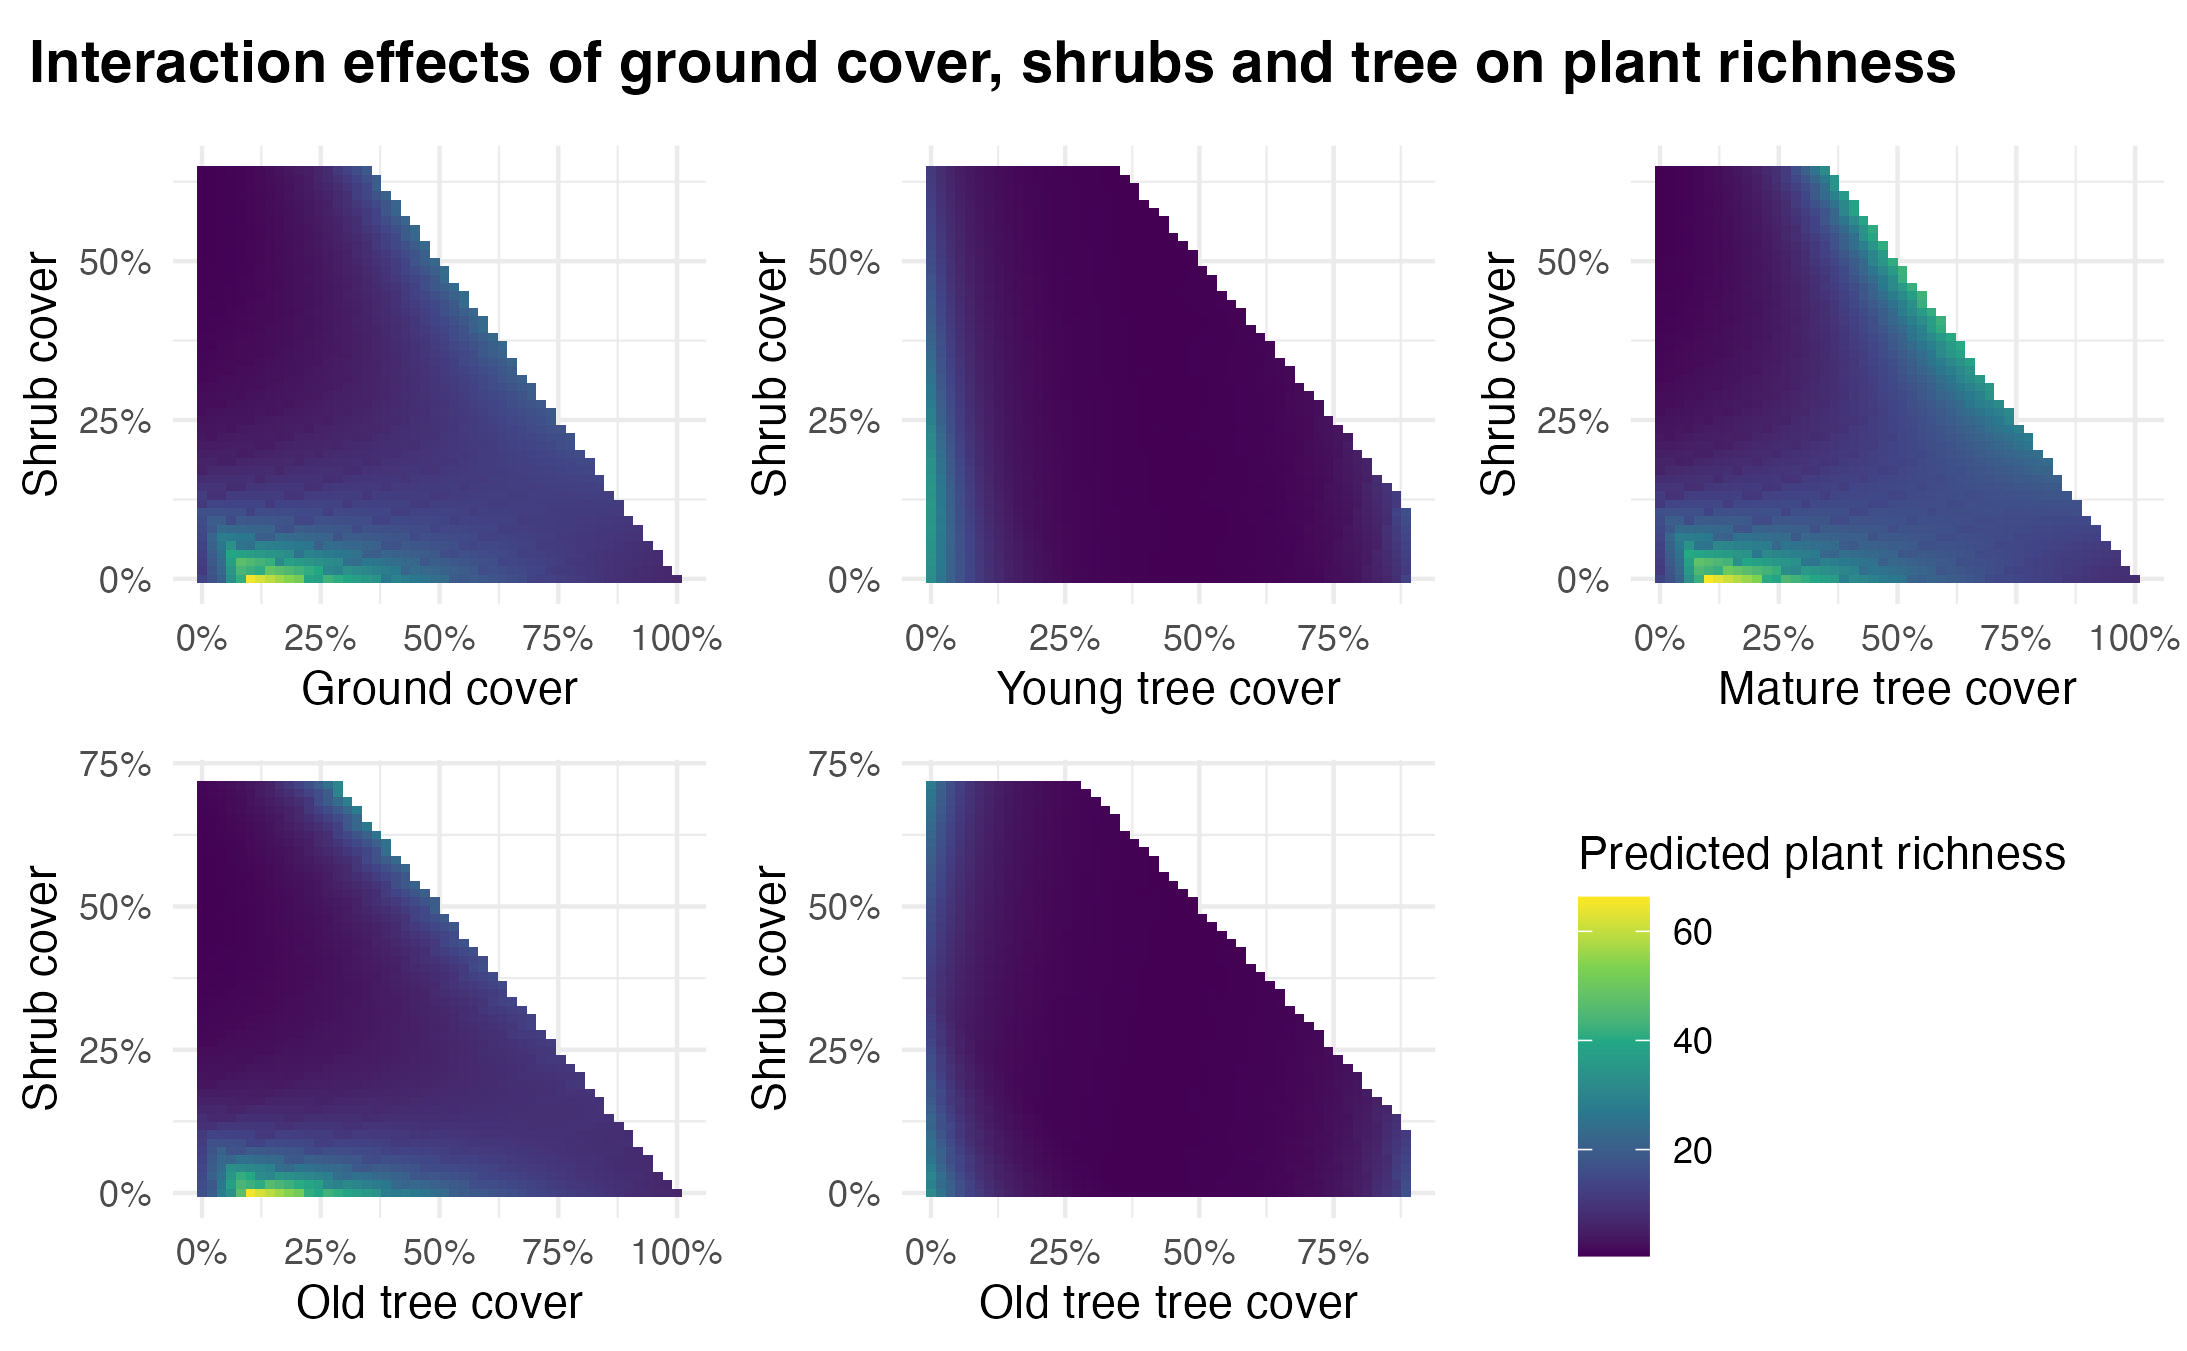 Interaction effects of ground cover, shrubs and tree on plant richness
Shrub cover
50%
25%
0%
0% 25% 50% 75% 100%
Ground cover
Shrub cover
50%
25%
0%
0% 25% 50% 75%
Young tree cover
Shrub cover
50%
25%
0%
0% 25% 50% 75% 100%
Mature tree cover
Shrub cover
75%
50%
25%
0%
0% 25% 50% 75% 100%
Old tree cover
Shrub cover
75%
50%
25%
0%
0% 25% 50% 75%
Old tree tree cover
Predicted plant richness
60
40
20